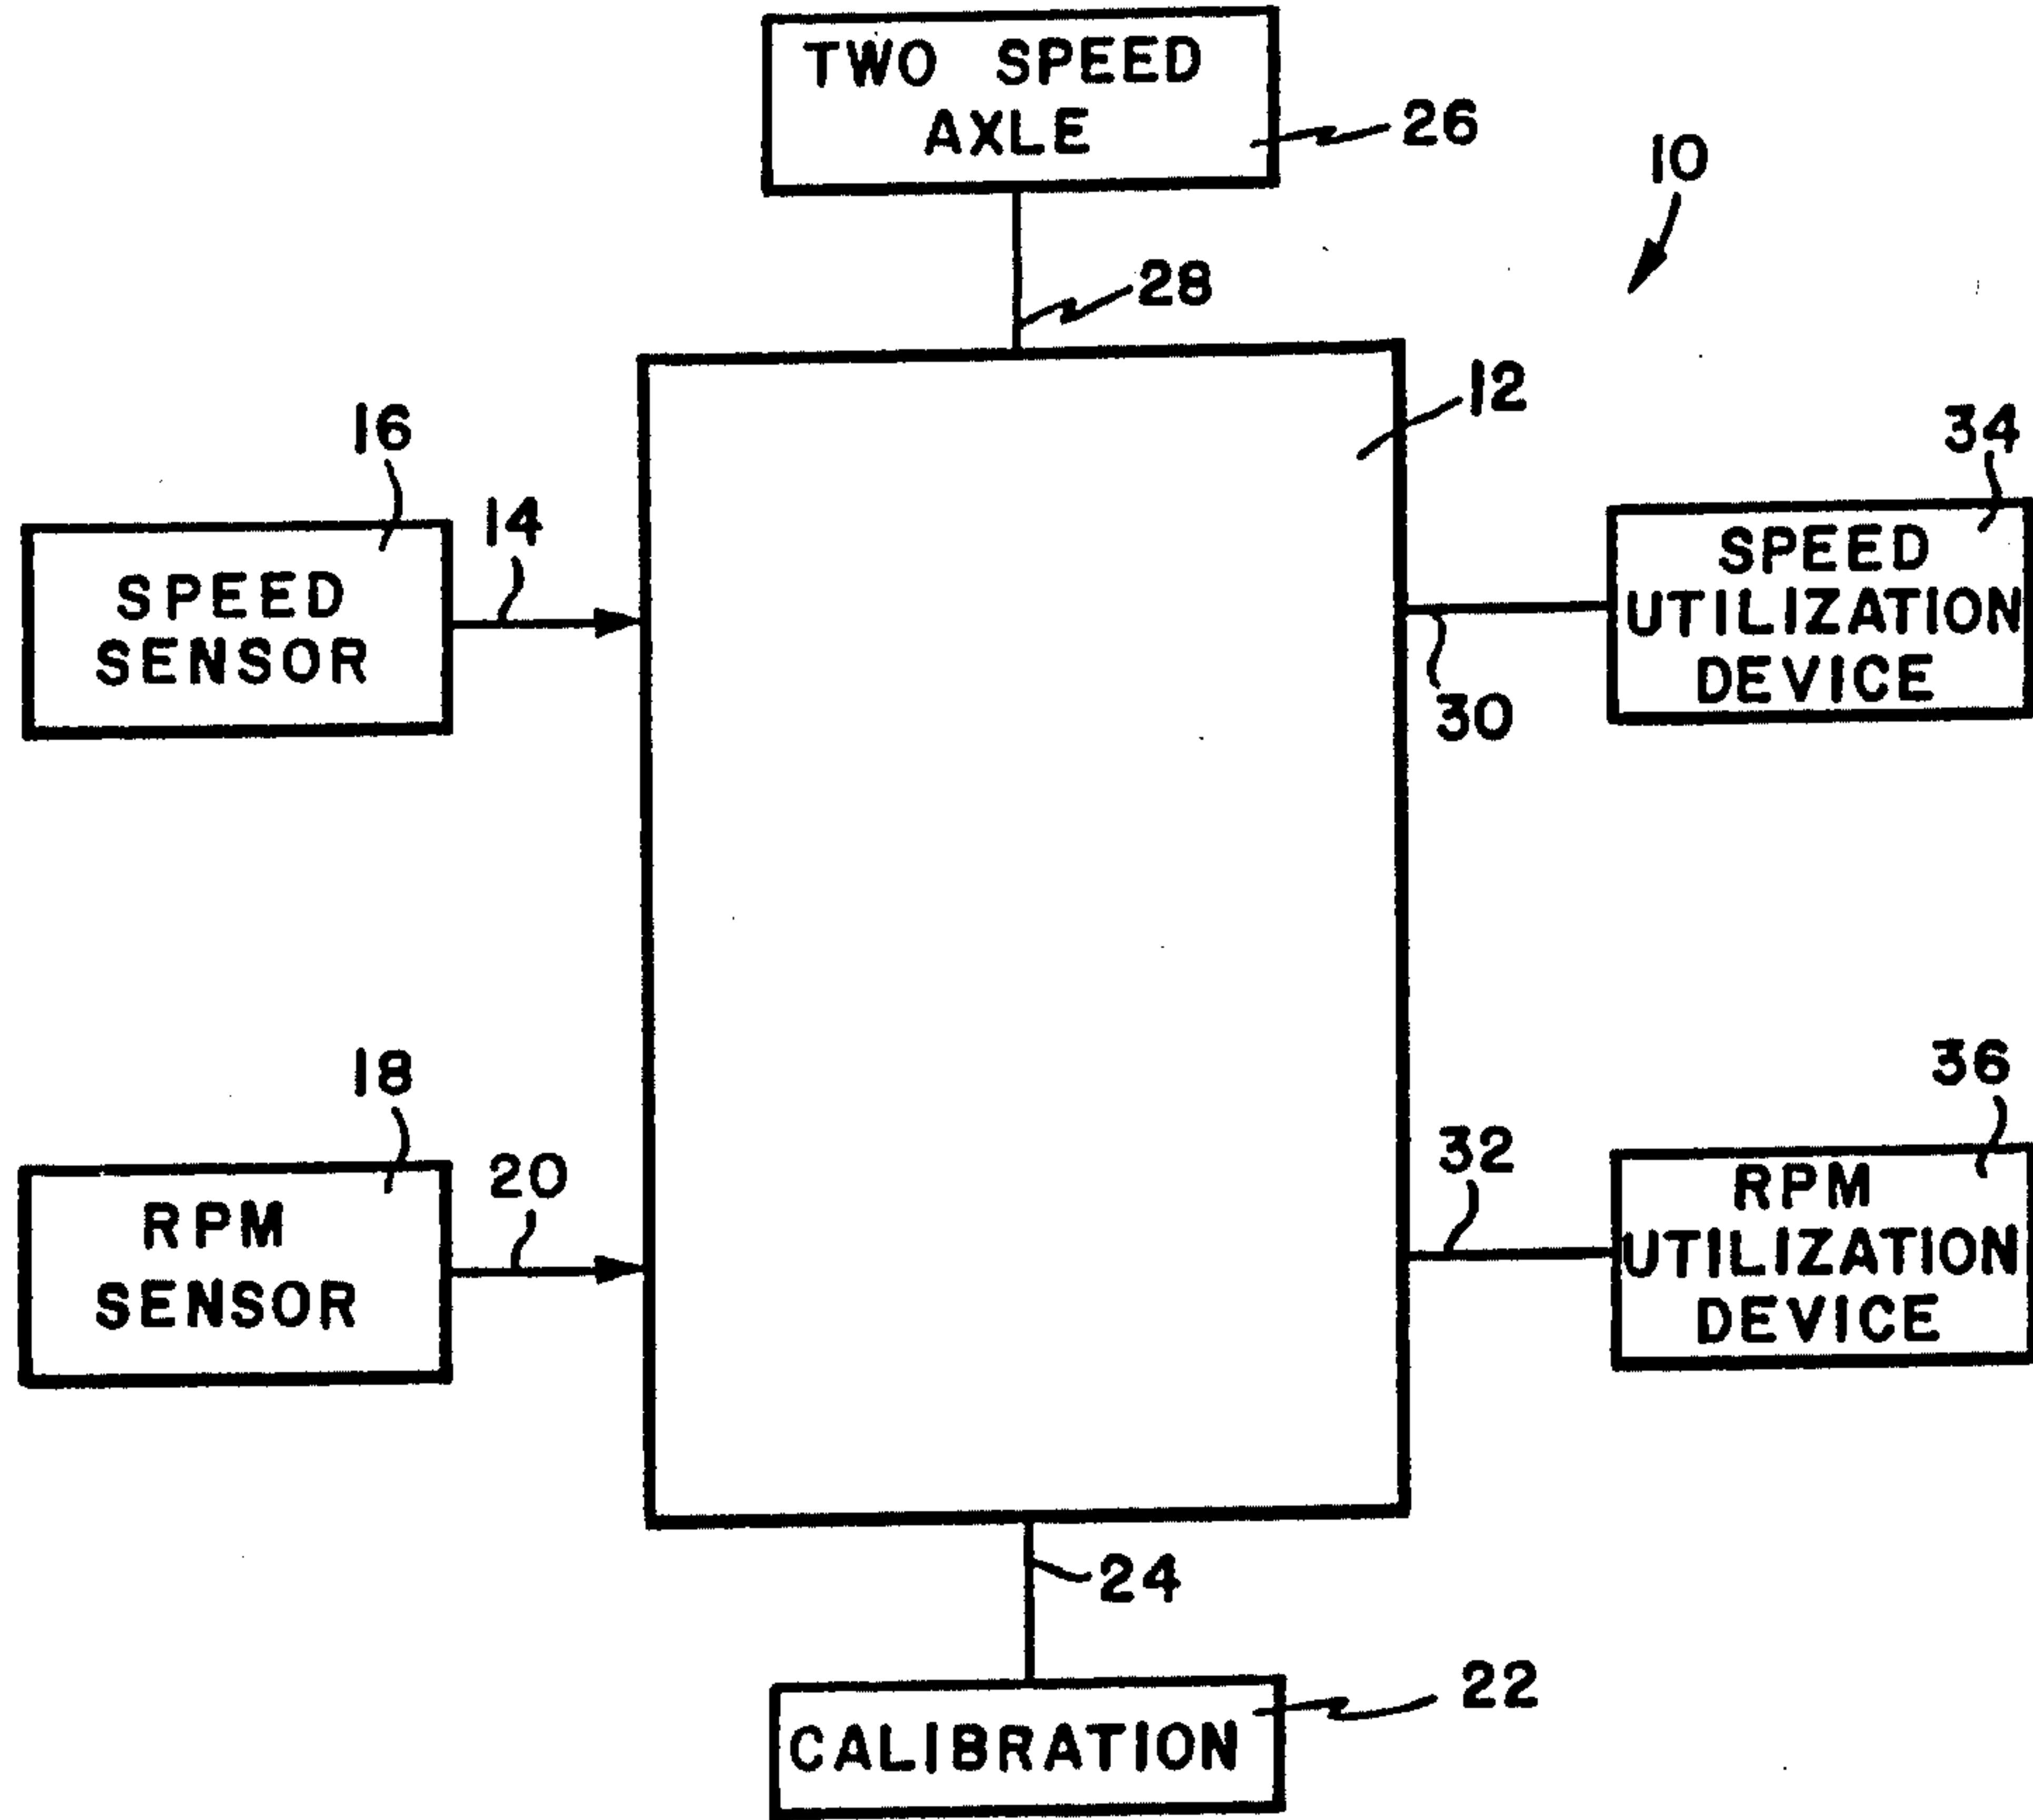 TWO SPEED
AXLE
26
10
28
12
16
14
34
SPEED
SENSOR
SPEED
UTILIZATION
DEVICE
30
18
20
36
32
RPM
SENSOR
RPM
UTILIZATION
DEVICE
24
22
CALIBRATION